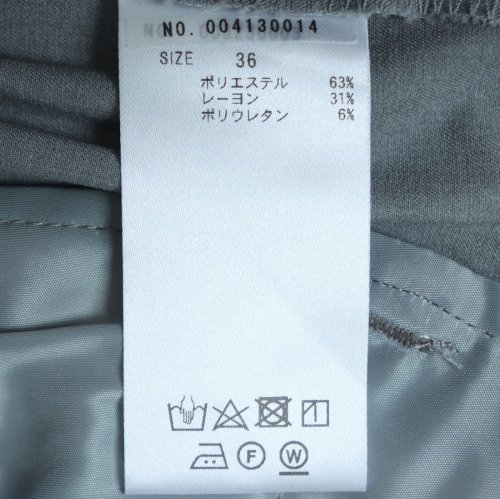 NO. 004130014
SIZE 36
ポリエステル 63%
レーヨン 31%
ポリウレタン 6%
F W